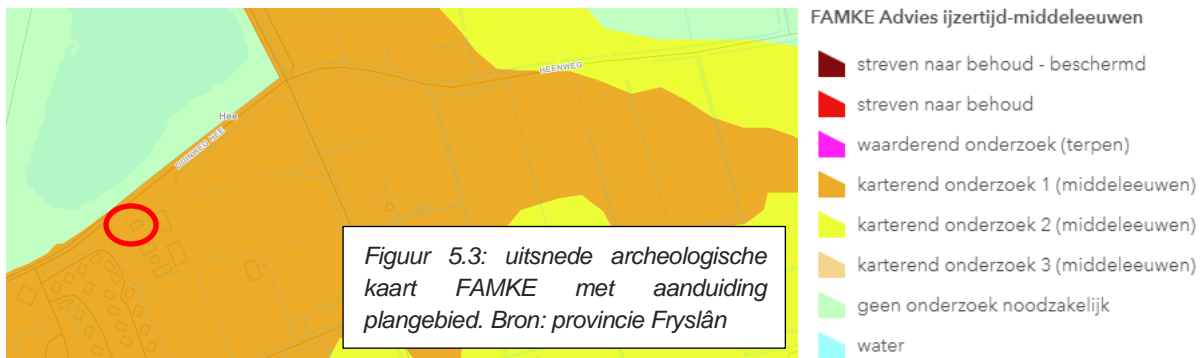 HEENWEG
Hee
DUINWEG HEE
Figuur 5.3: uitsnede archeologische
kaart FAMKE met aanduiding
plangebied. Bron: provincie Fryslân
FAMKE Advies ijzertijd-middeleeuwen
streven naar behoud - beschermd
streven naar behoud
waarderend onderzoek (terpen)
karterend onderzoek 1 (middeleeuwen)
karterend onderzoek 2 (middeleeuwen)
karterend onderzoek 3 (middeleeuwen)
geen onderzoek noodzakelijk
water